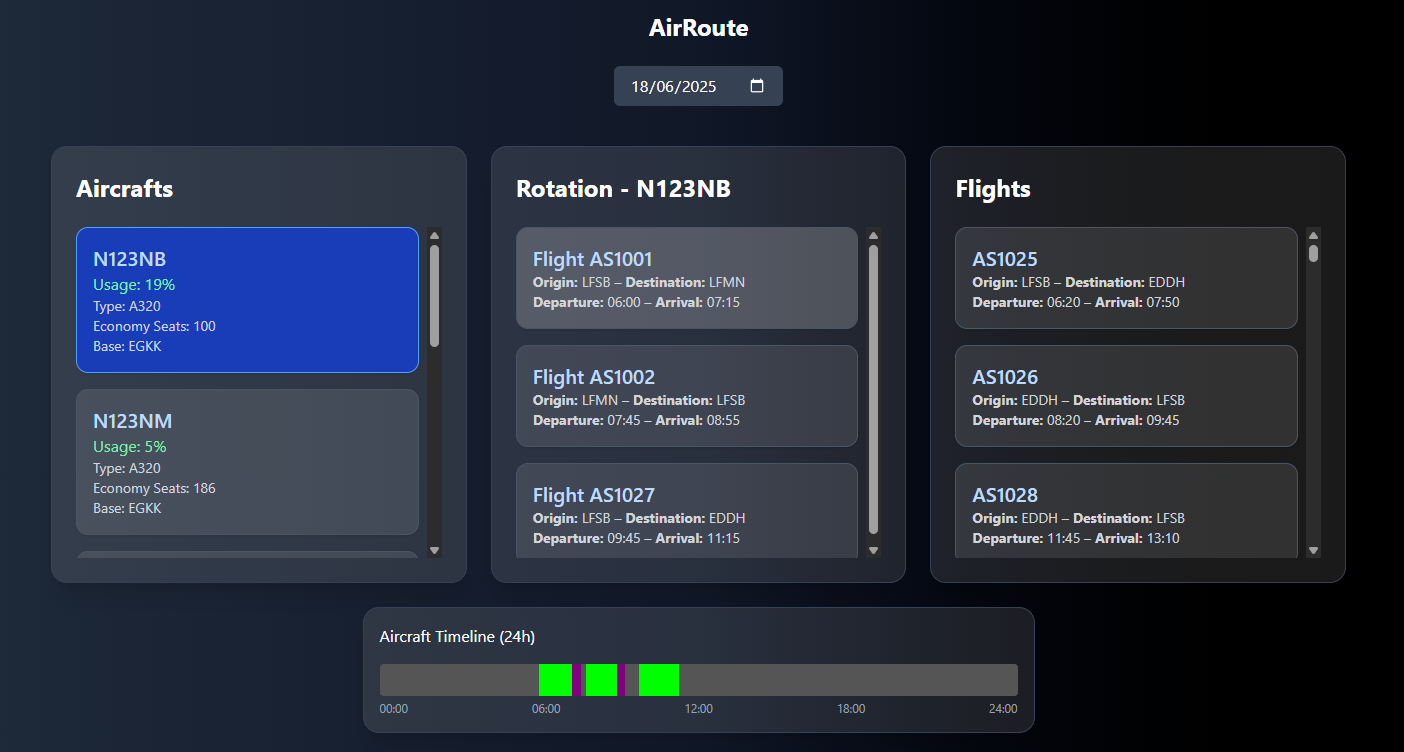 AirRoute
18/06/2025
Aircrafts
N123NB
Usage: 19%
Type: A320
Economy Seats: 100
Base: EGKK
N123NM
Usage: 5%
Type: A320
Economy Seats: 186
Base: EGKK
Rotation - N123NB
Flight AS1001
Origin: LFSB – Destination: LFMN
Departure: 06:00 – Arrival: 07:15
Flight AS1002
Origin: LFMN – Destination: LFSB
Departure: 07:45 – Arrival: 08:55
Flight AS1027
Origin: LFSB – Destination: EDDH
Departure: 09:45 – Arrival: 11:15
Flights
AS1025
Origin: LFSB – Destination: EDDH
Departure: 06:20 – Arrival: 07:50
AS1026
Origin: EDDH – Destination: LFSB
Departure: 08:20 – Arrival: 09:45
AS1028
Origin: EDDH – Destination: LFSB
Departure: 11:45 – Arrival: 13:10
Aircraft Timeline (24h)
00:00 06:00 12:00 18:00 24:00